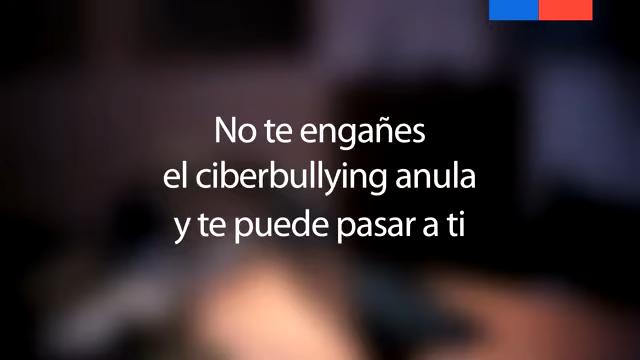 No te engañes
el ciberbullying anula
y te puede pasar a ti